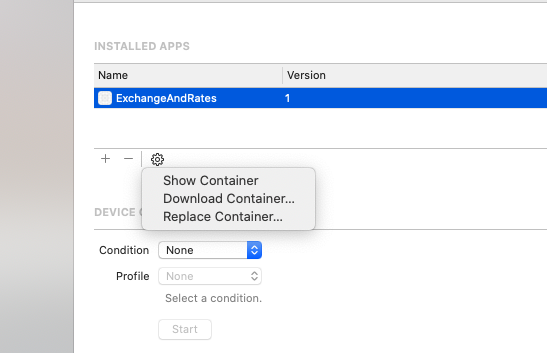 INSTALLED APPS
Name Version
ExchangeAndRates 1
Show Container
Download Container...
Replace Container...
DEVICE
Condition None
Profile None
Select a condition.
Start